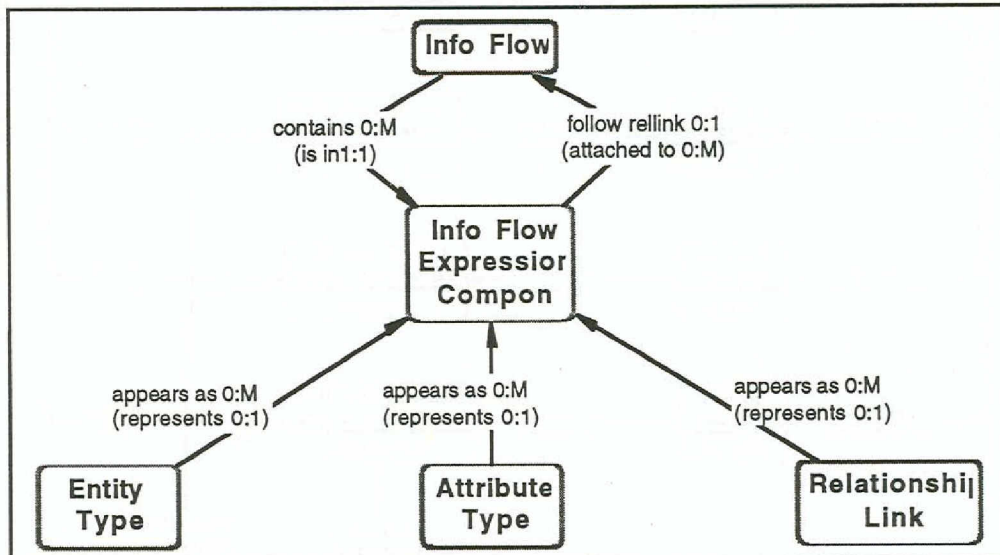 Info Flow
contains 0:M
(is in1:1)
follow rellink 0:1
(attached to 0:M)
Info Flow
Expression
Compon
appears as 0:M
(represents 0:1)
appears as 0:M
(represents 0:1)
appears as 0:M
(represents 0:1)
Entity
Type
Attribute
Type
Relationshi
Link